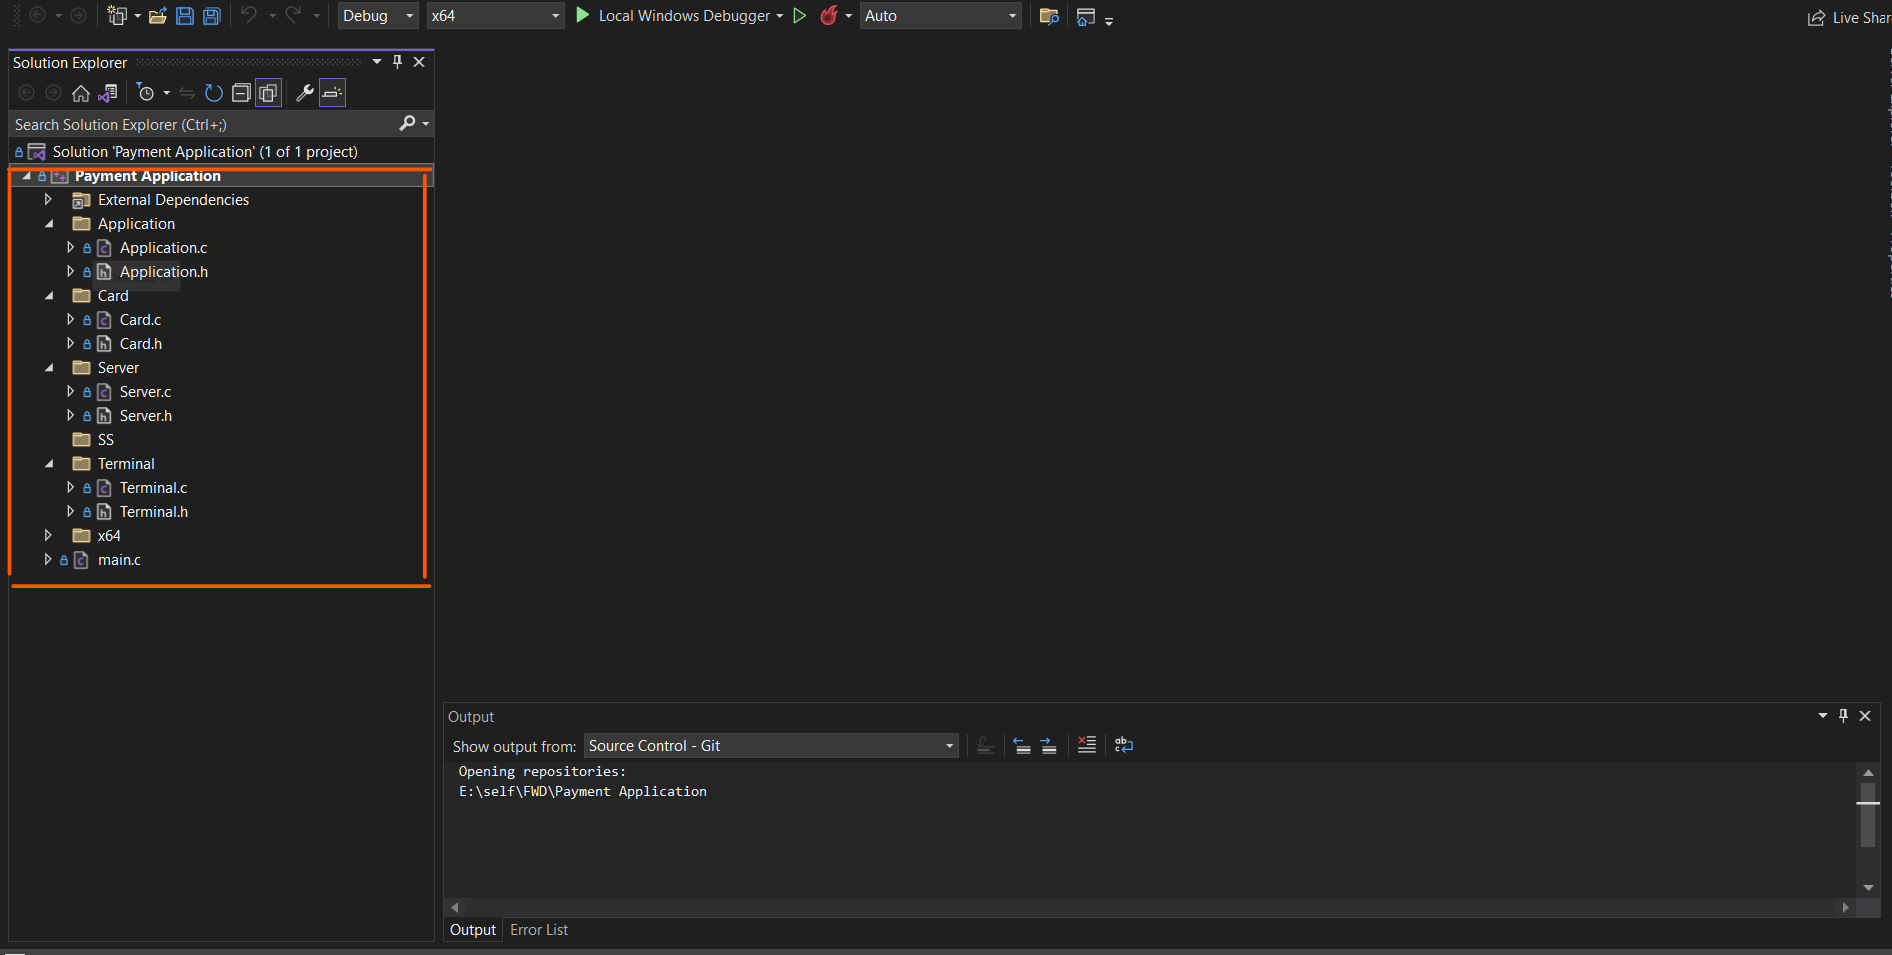 Debug
x64
Local Windows Debugger
Auto
Live Shar
Solution Explorer
Search Solution Explorer (Ctrl+;)
Solution 'Payment Application' (1 of 1 project)
Payment Application
External Dependencies
Application
Application.c
Application.h
Card
Card.c
Card.h
Server
Server.c
Server.h
SS
Terminal
Terminal.c
Terminal.h
x64
main.c
Output
Show output from: Source Control - Git
Opening repositories:
E:\self\FWD\Payment Application
Output Error List